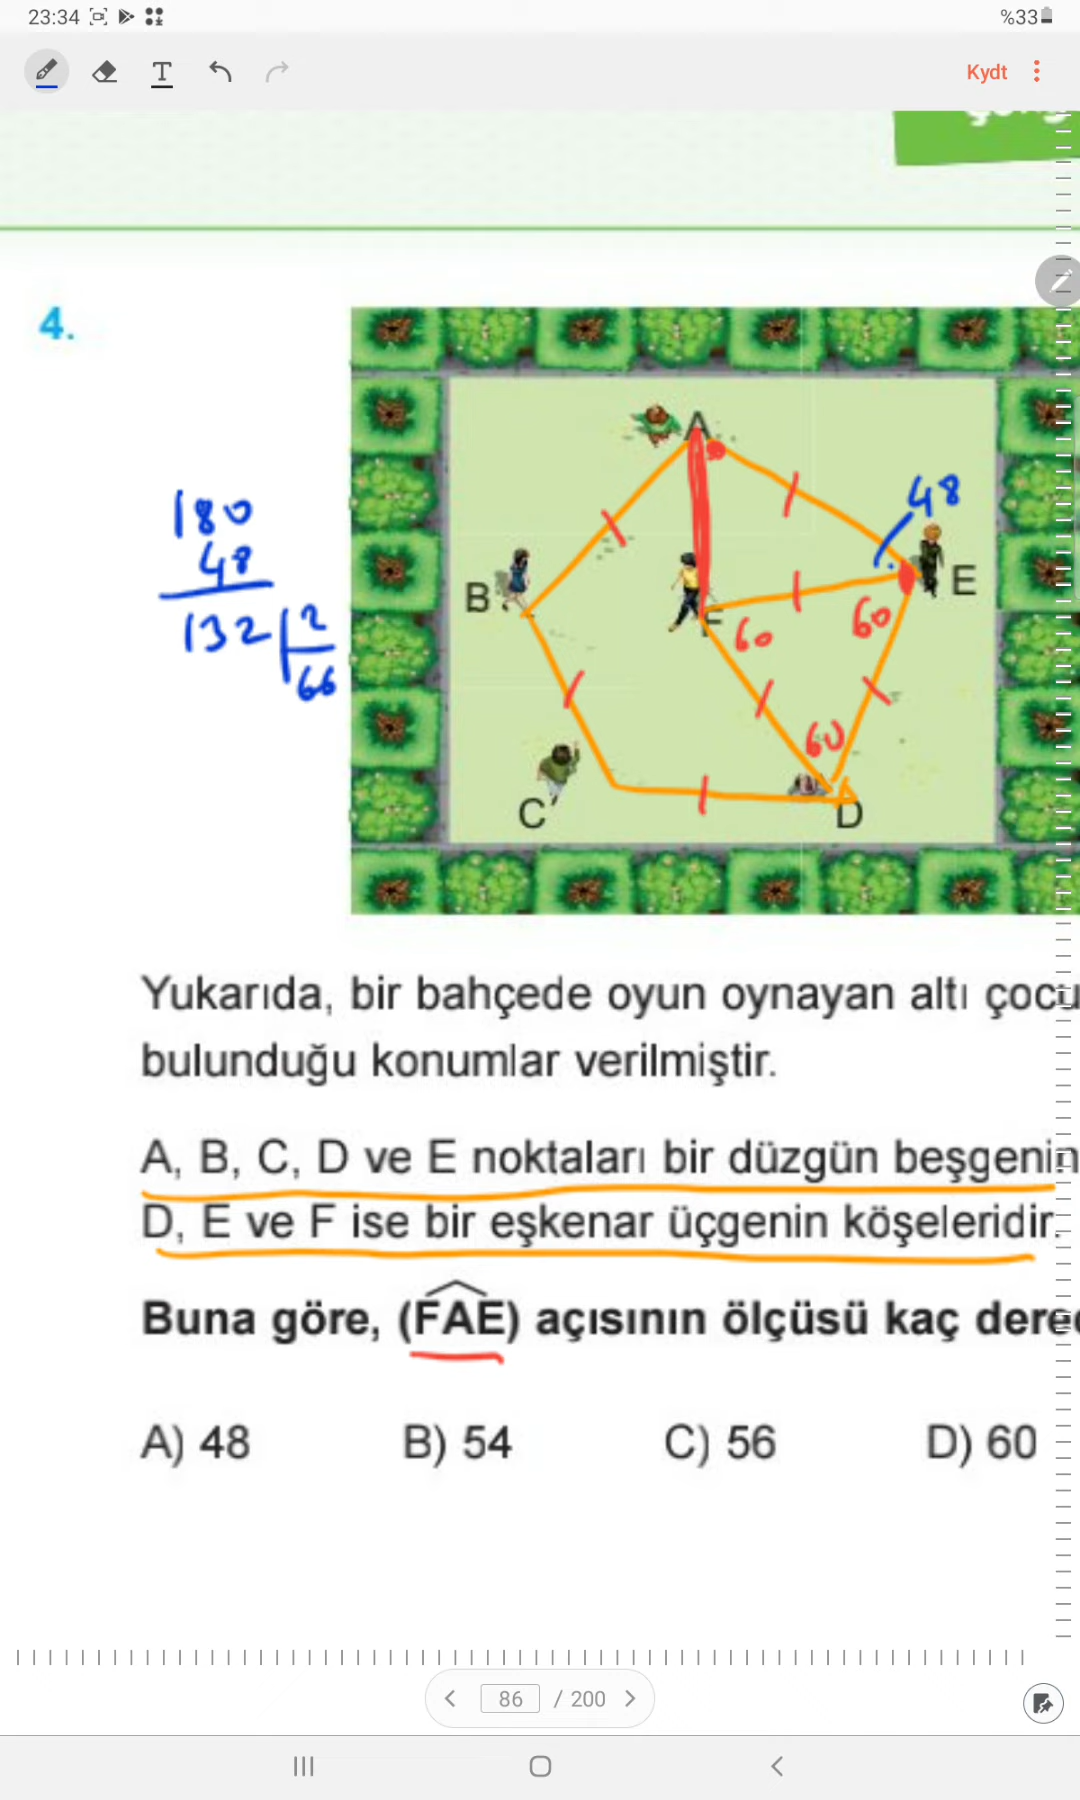 23:34
%33
T
Kydt
4.
180
48
132 2
66
A
48
B
E
F
60
60
60
C
D
Yukarıda, bir bahçede oyun oynayan altı çocu
bulunduğu konumlar verilmiştir.
A, B, C, D ve E noktaları bir düzgün beşgenin
D, E ve F ise bir eşkenar üçgenin köşeleridir.
Buna göre, (FAE) açısının ölçüsü kaç derec
A) 48 B) 54 C) 56 D) 60
86 / 200